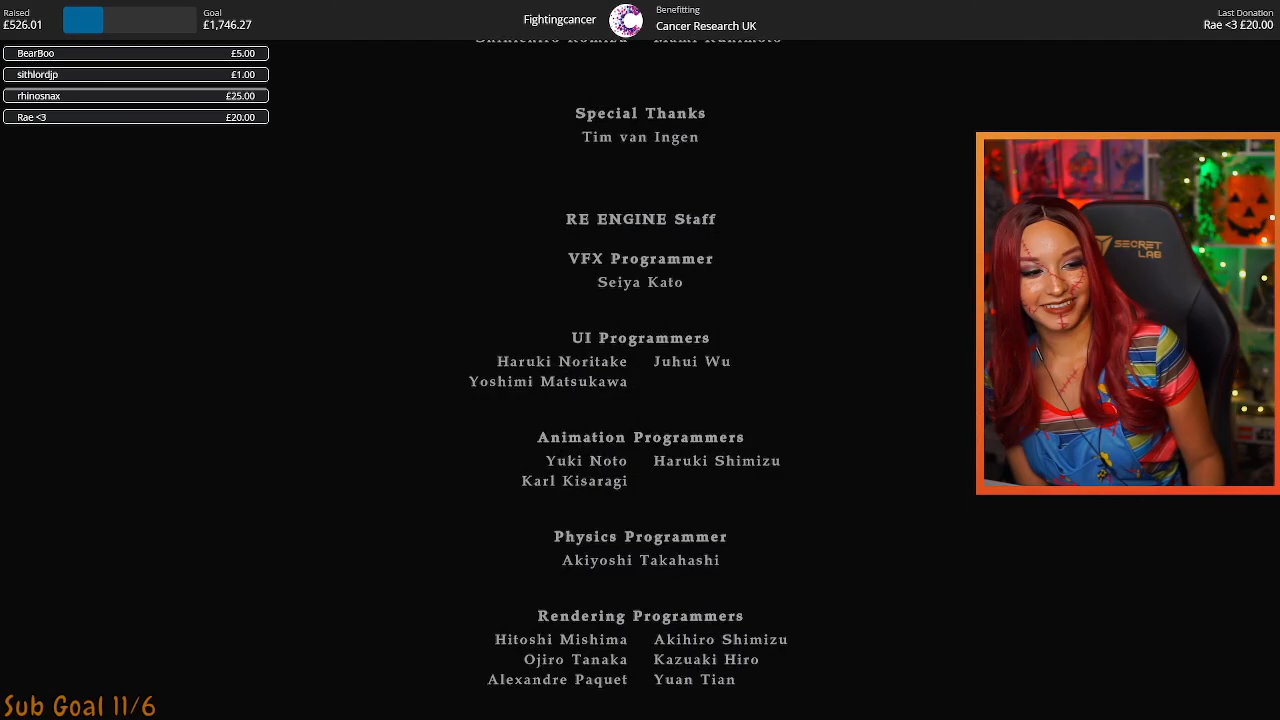 Raised
£526.01
Goal
£1,746.27
Fightingcancer
Benefitting
Cancer Research UK
Last Donation
Rae <3 £20.00
BearBoo £5.00
sithlordjp £1.00
rhinosnax £25.00
Rae <3 £20.00
Special Thanks
Tim van Ingen
RE ENGINE Staff
VFX Programmer
Seiya Kato
UI Programmers
Haruki Noritake Juhui Wu
Yoshimi Matsukawa
Animation Programmers
Yuki Noto Haruki Shimizu
Karl Kisaragi
Physics Programmer
Akiyoshi Takahashi
Rendering Programmers
Hitoshi Mishima Akihiro Shimizu
Ojiro Tanaka Kazuaki Hiro
Alexandre Paquet Yuan Tian
SECRET
LAB
Sub Goal 11/6